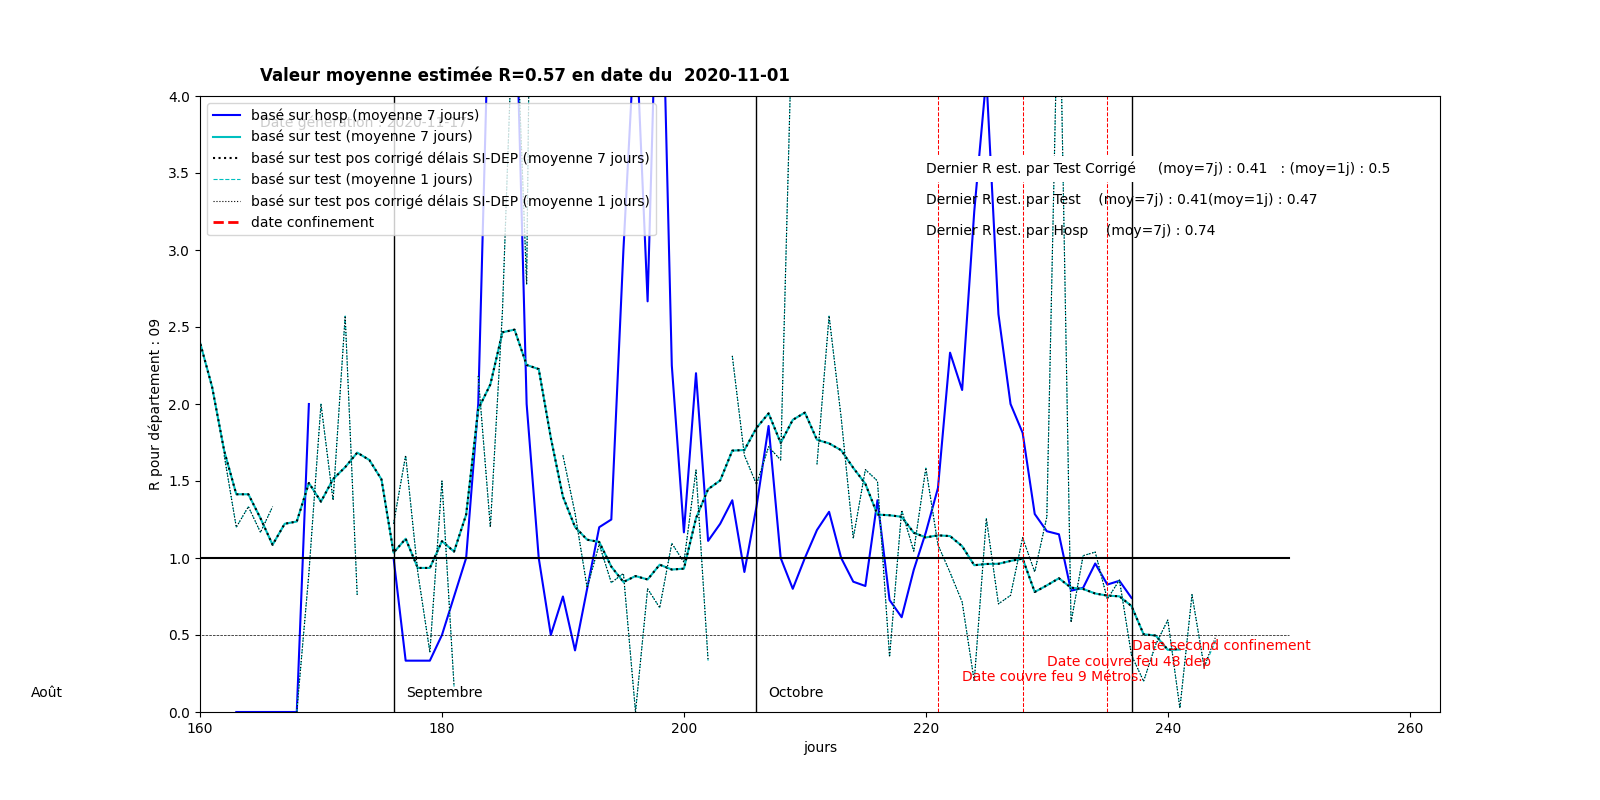 Valeur moyenne estimée R=0.57 en date du  2020-11-01
Date génération : 2020-11-17
basé sur hosp (moyenne 7 jours)
basé sur test (moyenne 7 jours)
basé sur test pos corrigé délais SI-DEP (moyenne 7 jours)
basé sur test (moyenne 1 jours)
basé sur test pos corrigé délais SI-DEP (moyenne 1 jours)
date confinement
Dernier R est. par Test Corrigé     (moy=7j) : 0.41   : (moy=1j) : 0.5
Dernier R est. par Test    (moy=7j) : 0.41(moy=1j) : 0.47
Dernier R est. par Hosp    (moy=7j) : 0.74
4.0
3.5
3.0
2.5
2.0
1.5
1.0
0.5
0.0
R pour département : 09
Date second confinement
Date couvre feu 48 dep
Date couvre feu 9 Métros.
Août
Septembre
Octobre
160
180
200
220
240
260
jours